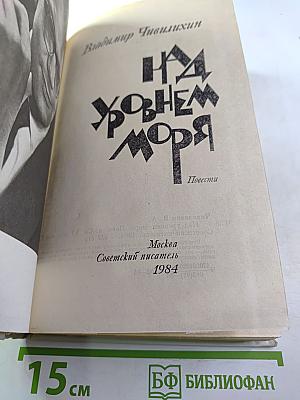 Владимир Чивилихин
НАД
УРОВНЕМ
МОРЯ
Повести
Москва
Советский писатель
1984
15 см
БФ БИБЛИОФАН